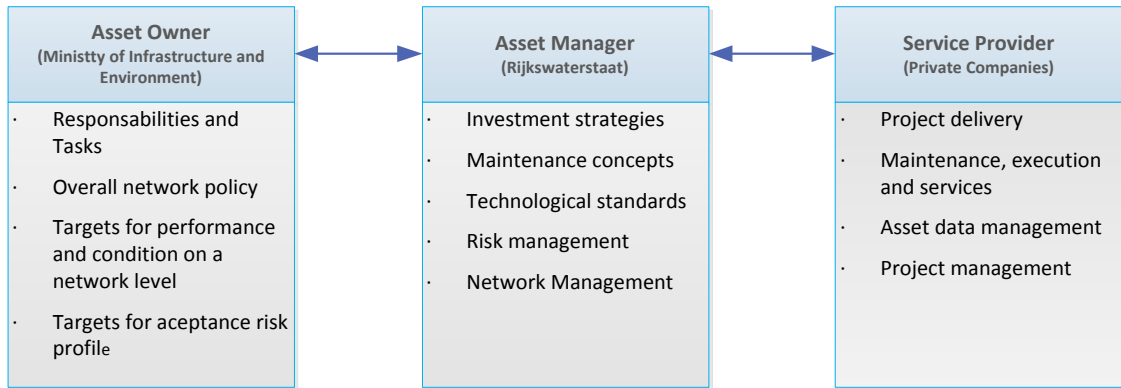 Asset Owner
(Ministty of Infrastructure and
Environment)
· Responsabilities and
Tasks
· Overall network policy
· Targets for performance
and condition on a
network level
· Targets for aceptance risk
profile
Asset Manager
(Rijkswaterstaat)
· Investment strategies
· Maintenance concepts
· Technological standards
· Risk management
· Network Management
Service Provider
(Private Companies)
· Project delivery
· Maintenance, execution
and services
· Asset data management
· Project management